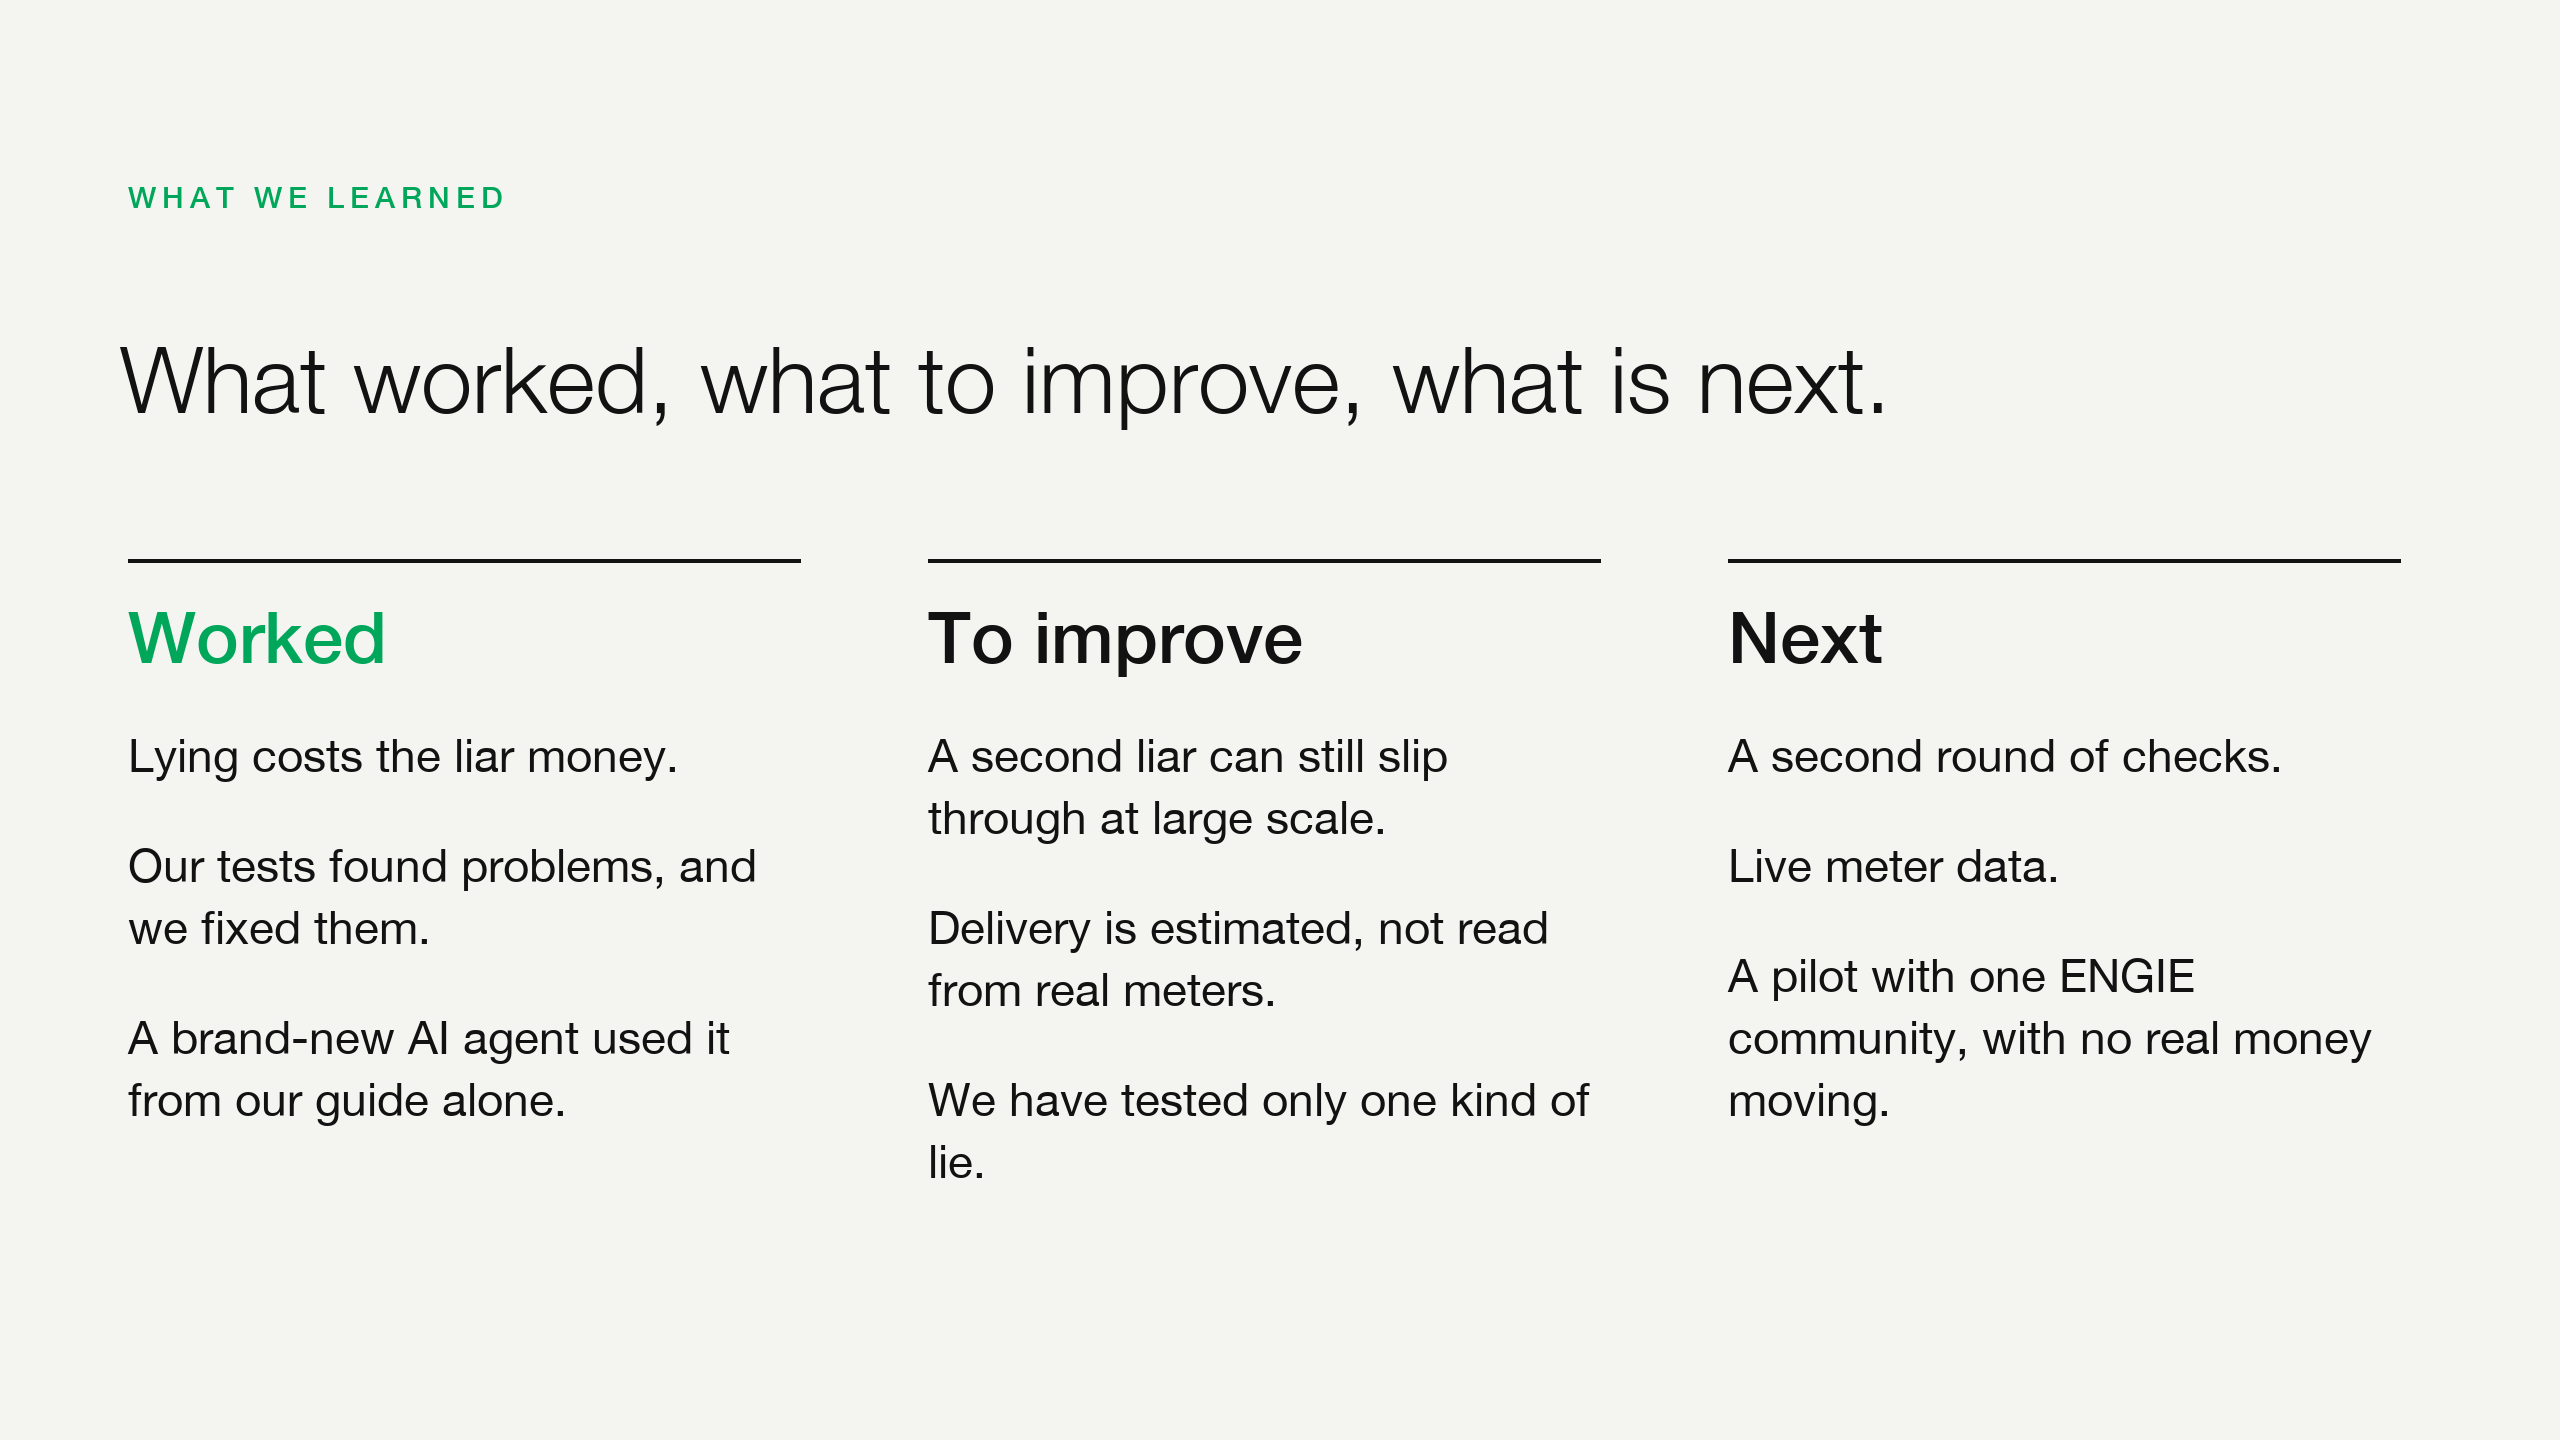 WHAT WE LEARNED
What worked, what to improve, what is next.
Worked
Lying costs the liar money.
Our tests found problems, and
we fixed them.
A brand-new AI agent used it
from our guide alone.
To improve
A second liar can still slip
through at large scale.
Delivery is estimated, not read
from real meters.
We have tested only one kind of
lie.
Next
A second round of checks.
Live meter data.
A pilot with one ENGIE
community, with no real money
moving.